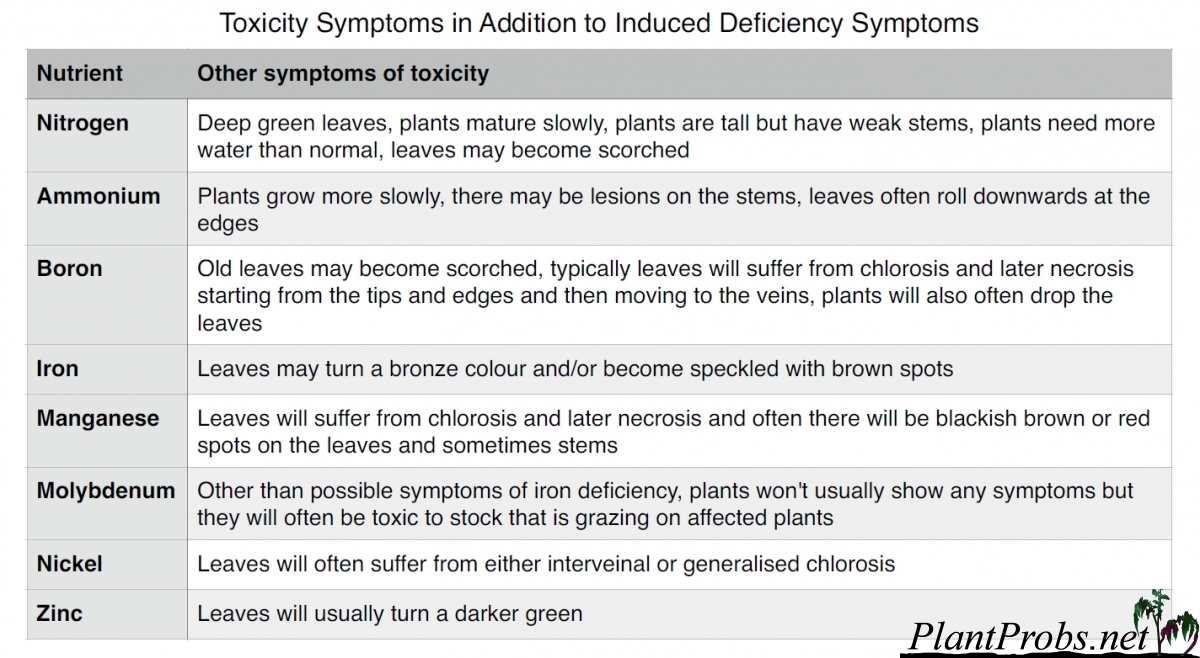 Toxicity Symptoms in Addition to Induced Deficiency Symptoms
Nutrient Other symptoms of toxicity
Nitrogen Deep green leaves, plants mature slowly, plants are tall but have weak stems, plants need more
water than normal, leaves may become scorched
Ammonium Plants grow more slowly, there may be lesions on the stems, leaves often roll downwards at the
edges
Boron Old leaves may become scorched, typically leaves will suffer from chlorosis and later necrosis
starting from the tips and edges and then moving to the veins, plants will also often drop the
leaves
Iron Leaves may turn a bronze colour and/or become speckled with brown spots
Manganese Leaves will suffer from chlorosis and later necrosis and often there will be blackish brown or red
spots on the leaves and sometimes stems
Molybdenum Other than possible symptoms of iron deficiency, plants won't usually show any symptoms but
they will often be toxic to stock that is grazing on affected plants
Nickel Leaves will often suffer from either interveinal or generalised chlorosis
Zinc Leaves will usually turn a darker green
PlantProbs.net